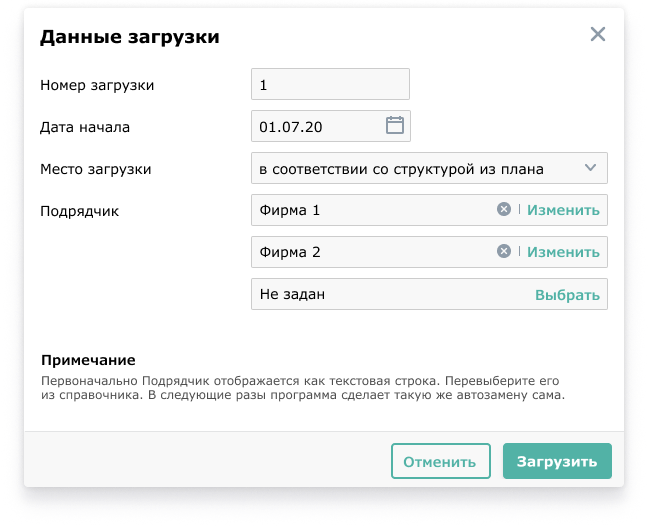 Данные загрузки
Номер загрузки
1
Дата начала
01.07.20
Место загрузки
в соответствии со структурой из плана
Подрядчик
Фирма 1
Изменить
Фирма 2
Изменить
Не задан
Выбрать
Примечание
Первоначально Подрядчик отображается как текстовая строка. Перевыберите его
из справочника. В следующие разы программа сделает такую же автозамену сама.
Отменить
Загрузить